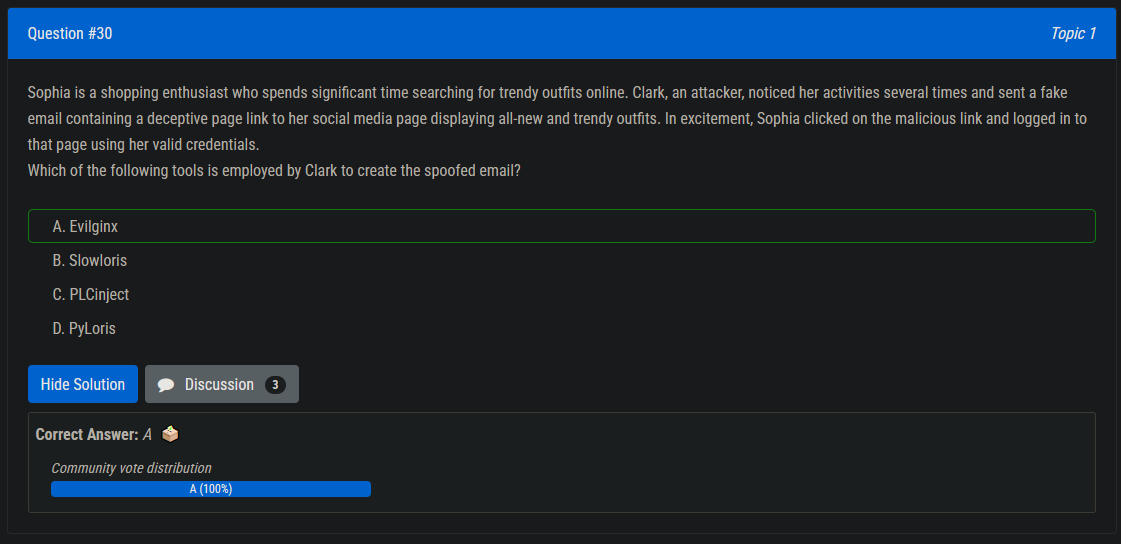 Question #30
Topic 1
Sophia is a shopping enthusiast who spends significant time searching for trendy outfits online. Clark, an attacker, noticed her activities several times and sent a fake
email containing a deceptive page link to her social media page displaying all-new and trendy outfits. In excitement, Sophia clicked on the malicious link and logged in to
that page using her valid credentials.
Which of the following tools is employed by Clark to create the spoofed email?
A. Evilginx
B. Slowloris
C. PLCinject
D. PyLoris
Hide Solution
Discussion 3
Correct Answer: A
Community vote distribution
A (100%)